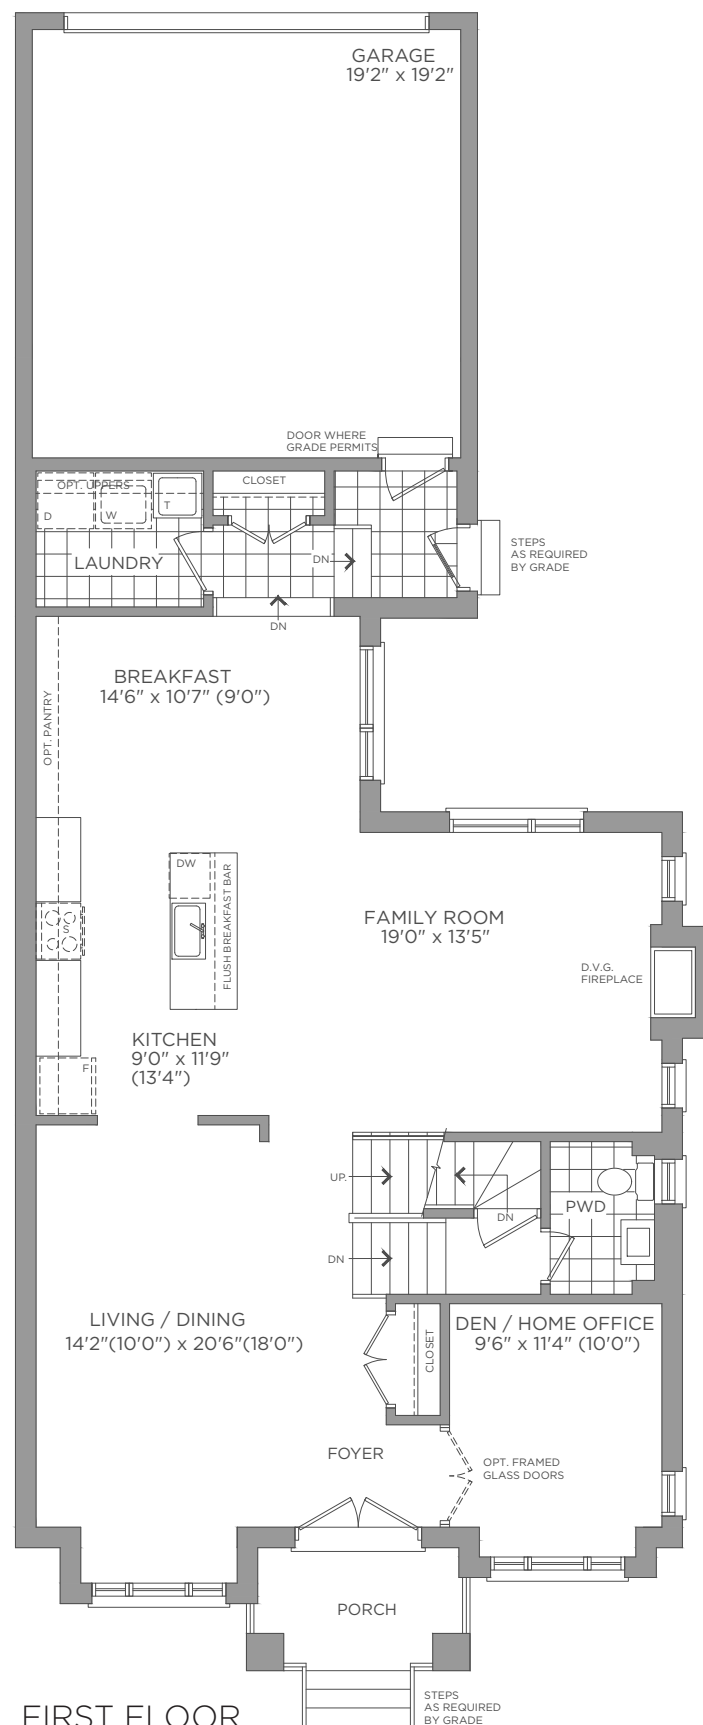 GARAGE
19'2" x 19'2"
DOOR WHERE
GRADE PERMITS
OPT. UPPERS
CLOSET
D
W
T
LAUNDRY
DN
STEPS
AS REQUIRED
BY GRADE
DN
BREAKFAST
14'6" x 10'7" (9'0")
OPT. PANTRY
DW
FLUSH BREAKFAST BAR
S
FAMILY ROOM
19'0" x 13'5"
D.V.G.
FIREPLACE
KITCHEN
9'0" x 11'9"
(13'4")
F
UP.
PWD
DN
DN
LIVING / DINING
14'2"(10'0") x 20'6"(18'0")
CLOSET
DEN / HOME OFFICE
9'6" x 11'4" (10'0")
FOYER
OPT. FRAMED
GLASS DOORS
PORCH
STEPS
AS REQUIRED
BY GRADE
FIRST FLOOR